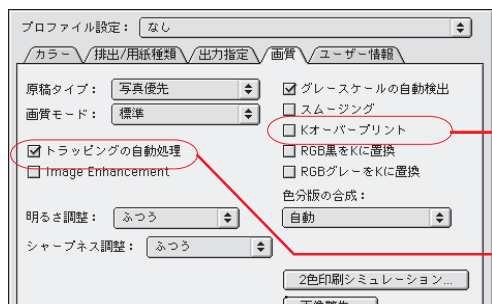 プロファイル設定： なし
カラー 排出/用紙種類 出力指定 画質 ユーザー情報
原稿タイプ： 写真優先
画質モード： 標準
トラッピングの自動処理
Image Enhancement
明るさ調整： ふつう
シャープネス調整： ふつう
グレースケールの自動検出
スムージング
Kオーバープリント
RGB黒をKに置換
RGBグレーをKに置換
色分版の合成：
自動
2色印刷シミュレーション...